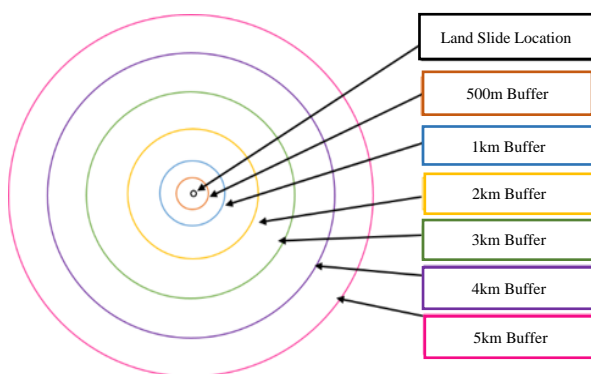 Land Slide Location
500m Buffer
1km Buffer
2km Buffer
3km Buffer
4km Buffer
5km Buffer